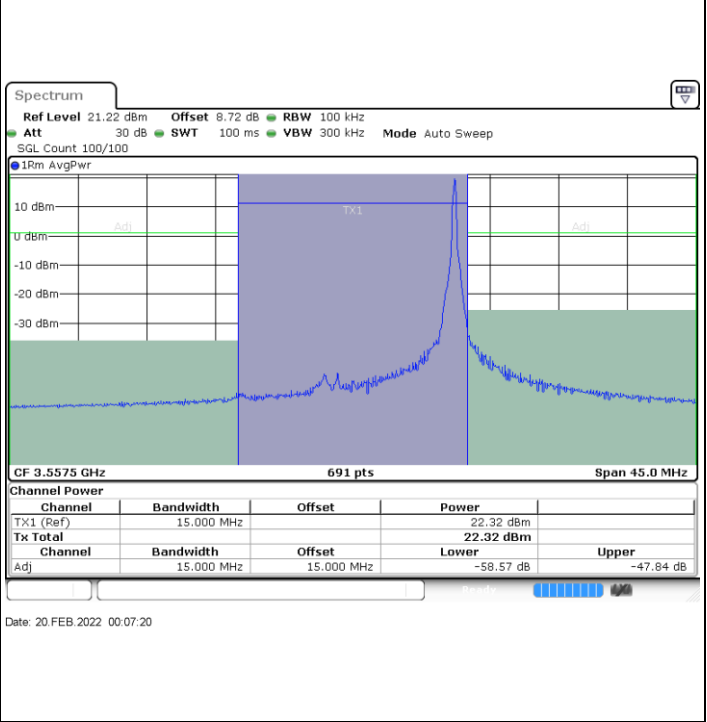 Spectrum
Ref Level 21.22 dBm Offset 8.72 dB RBW 100 kHz
Att 30 dB SWT 100 ms VBW 300 kHz Mode Auto Sweep
SGL Count 100/100
1Rm AvgPwr
10 dBm
TX1
Adj Adj
0 dBm
-10 dBm
-20 dBm
-30 dBm
CF 3.5575 GHz 691 pts Span 45.0 MHz
Channel Power
Channel Bandwidth Offset Power
TX1 (Ref) 15.000 MHz 22.32 dBm
Tx Total 22.32 dBm
Channel Bandwidth Offset Lower Upper
Adj 15.000 MHz 15.000 MHz -58.57 dB -47.84 dB
Ready
Date: 20.FEB.2022 00:07:20